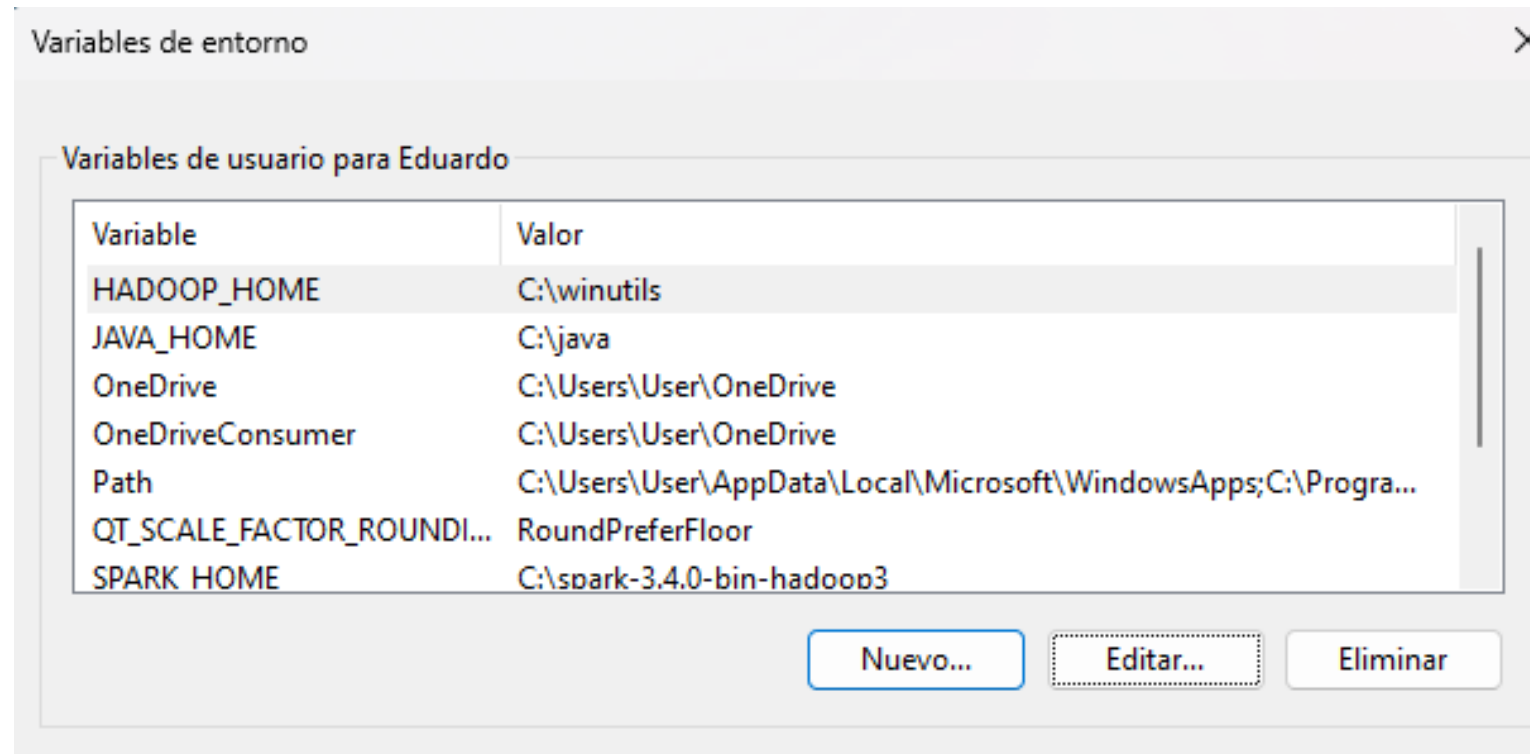 Variables de entorno
Variables de usuario para Eduardo
Variable Valor
HADOOP_HOME C:\winutils
JAVA_HOME C:\java
OneDrive C:\Users\User\OneDrive
OneDriveConsumer C:\Users\User\OneDrive
Path C:\Users\User\AppData\Local\Microsoft\WindowsApps;C:\Progra...
QT_SCALE_FACTOR_ROUNDI... RoundPreferFloor
SPARK_HOME C:\spark-3.4.0-bin-hadoop3
Nuevo... Editar... Eliminar